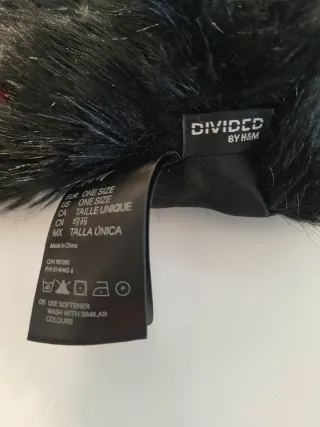 DIVIDED
BY H&M
EUR ONE SIZE
US ONE SIZE
CA TAILLE UNIQUE
CN 均码
MX TALLA ÚNICA
Made in China
GB USE SOFTENER
WASH WITH SIMILAR
COLOURS